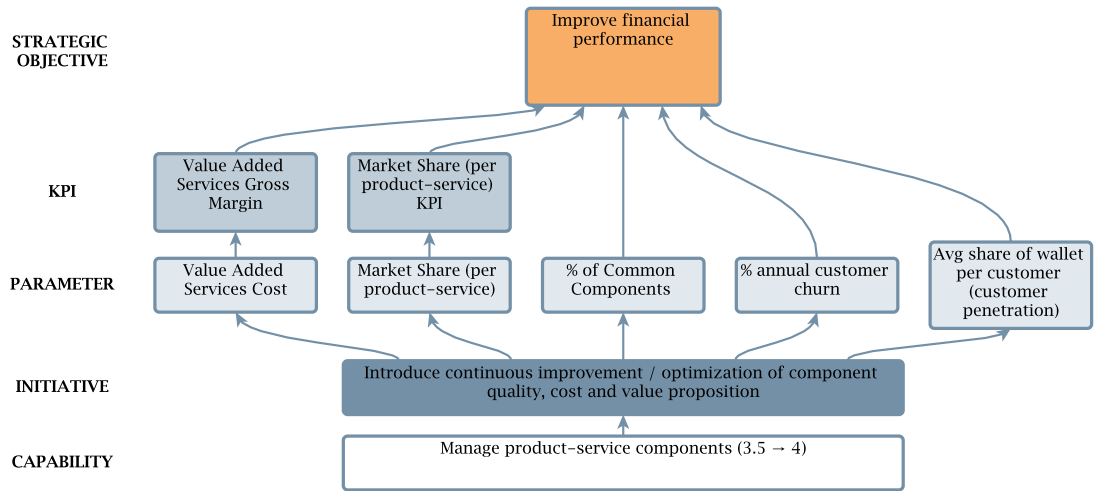 STRATEGIC
OBJECTIVE
Improve financial
performance
KPI
Value Added
Services Gross
Margin
Market Share (per
product-service)
KPI
PARAMETER
Value Added
Services Cost
Market Share (per
product-service)
% of Common
Components
% annual customer
churn
Avg share of wallet
per customer
(customer
penetration)
INITIATIVE
Introduce continuous improvement / optimization of component
quality, cost and value proposition
CAPABILITY
Manage product-service components (3.5 → 4)